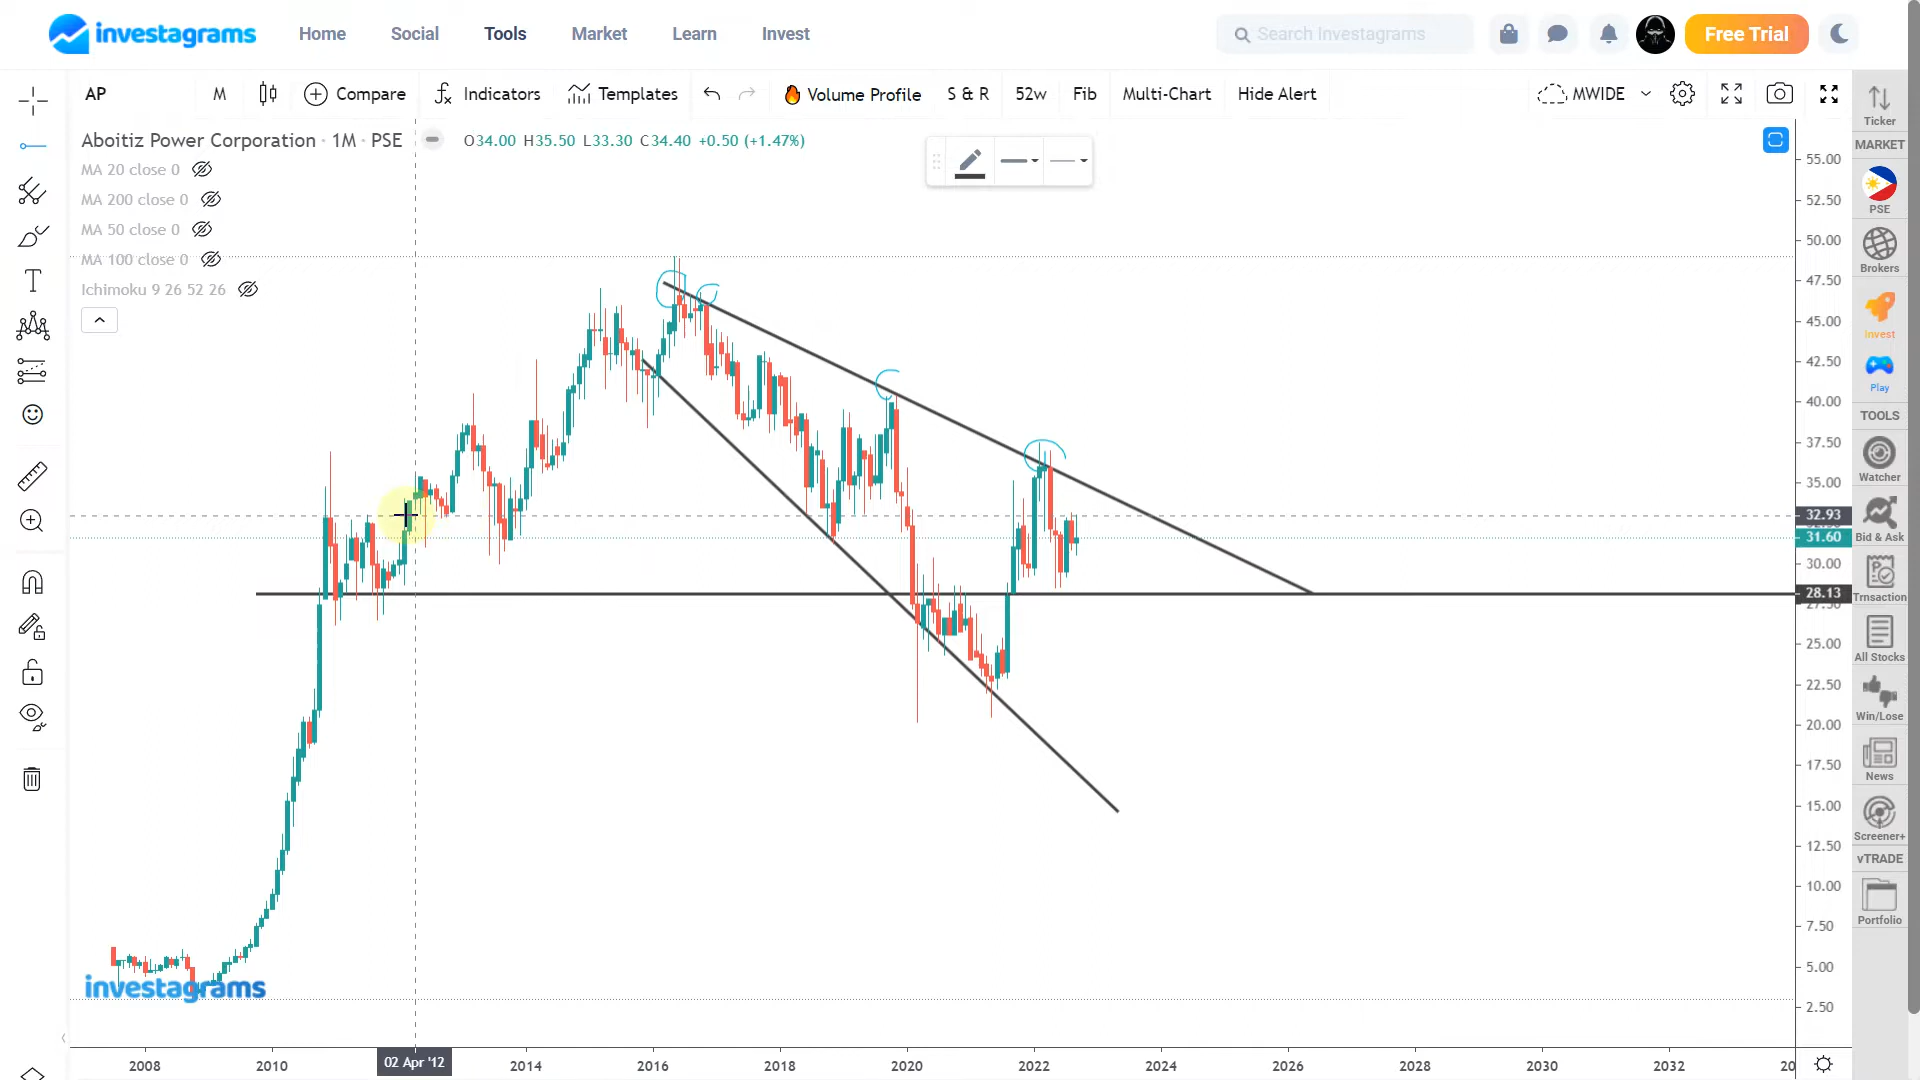 investagrams Home Social Tools Market Learn Invest Search Investagrams Free Trial
AP M Compare Indicators Templates Volume Profile S & R 52w Fib Multi-Chart Hide Alert MWIDE
Aboitiz Power Corporation · 1M · PSE O34.00 H35.50 L33.30 C34.40 +0.50 (+1.47%)
MA 20 close 0
MA 200 close 0
MA 50 close 0
MA 100 close 0
Ichimoku 9 26 52 26
55.00
52.50
50.00
47.50
45.00
42.50
40.00
37.50
35.00
32.93
31.60
30.00
28.13
27.50
25.00
22.50
20.00
17.50
15.00
12.50
10.00
7.50
5.00
2.50
Ticker
MARKET
PSE
Brokers
Invest
Play
TOOLS
Watcher
Bid & Ask
Trnsaction
All Stocks
Win/Lose
News
Screener+
vTRADE
Portfolio
investagrams
2008 2010 02 Apr '12 2014 2016 2018 2020 2022 2024 2026 2028 2030 2032 20